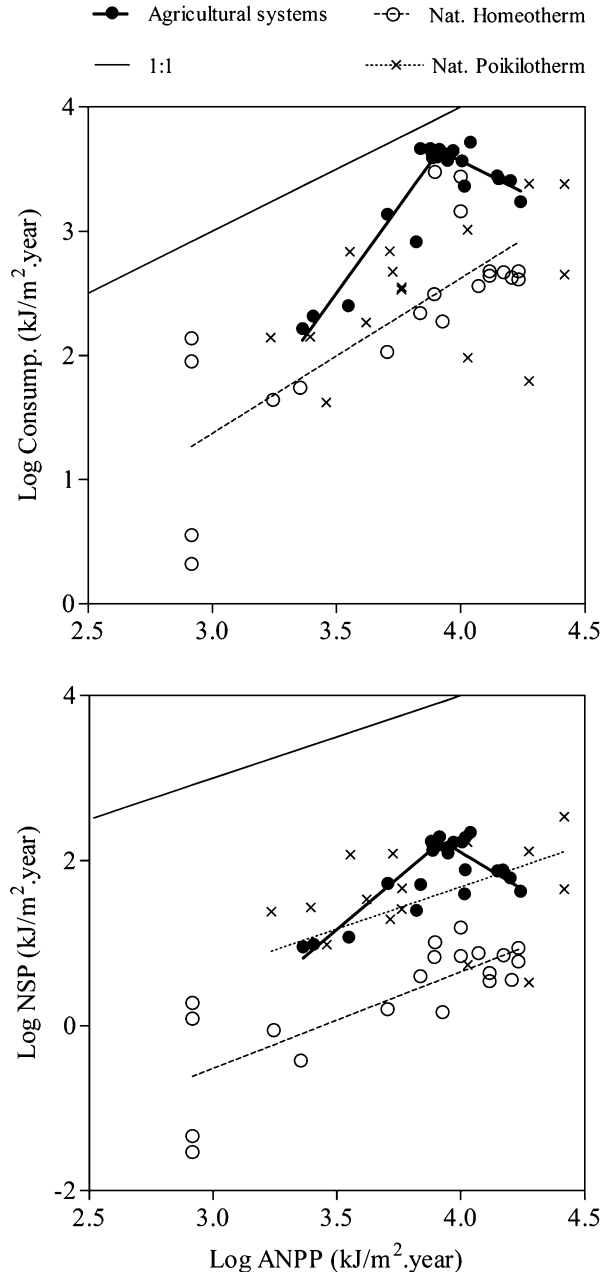 Agricultural systems Nat. Homeotherm
1:1 Nat. Poikilotherm
4
3
2
1
0
Log Consump. (kJ/m².year)
2.5 3.0 3.5 4.0 4.5
4
2
0
-2
Log NSP (kJ/m².year)
2.5 3.0 3.5 4.0 4.5
Log ANPP (kJ/m².year)